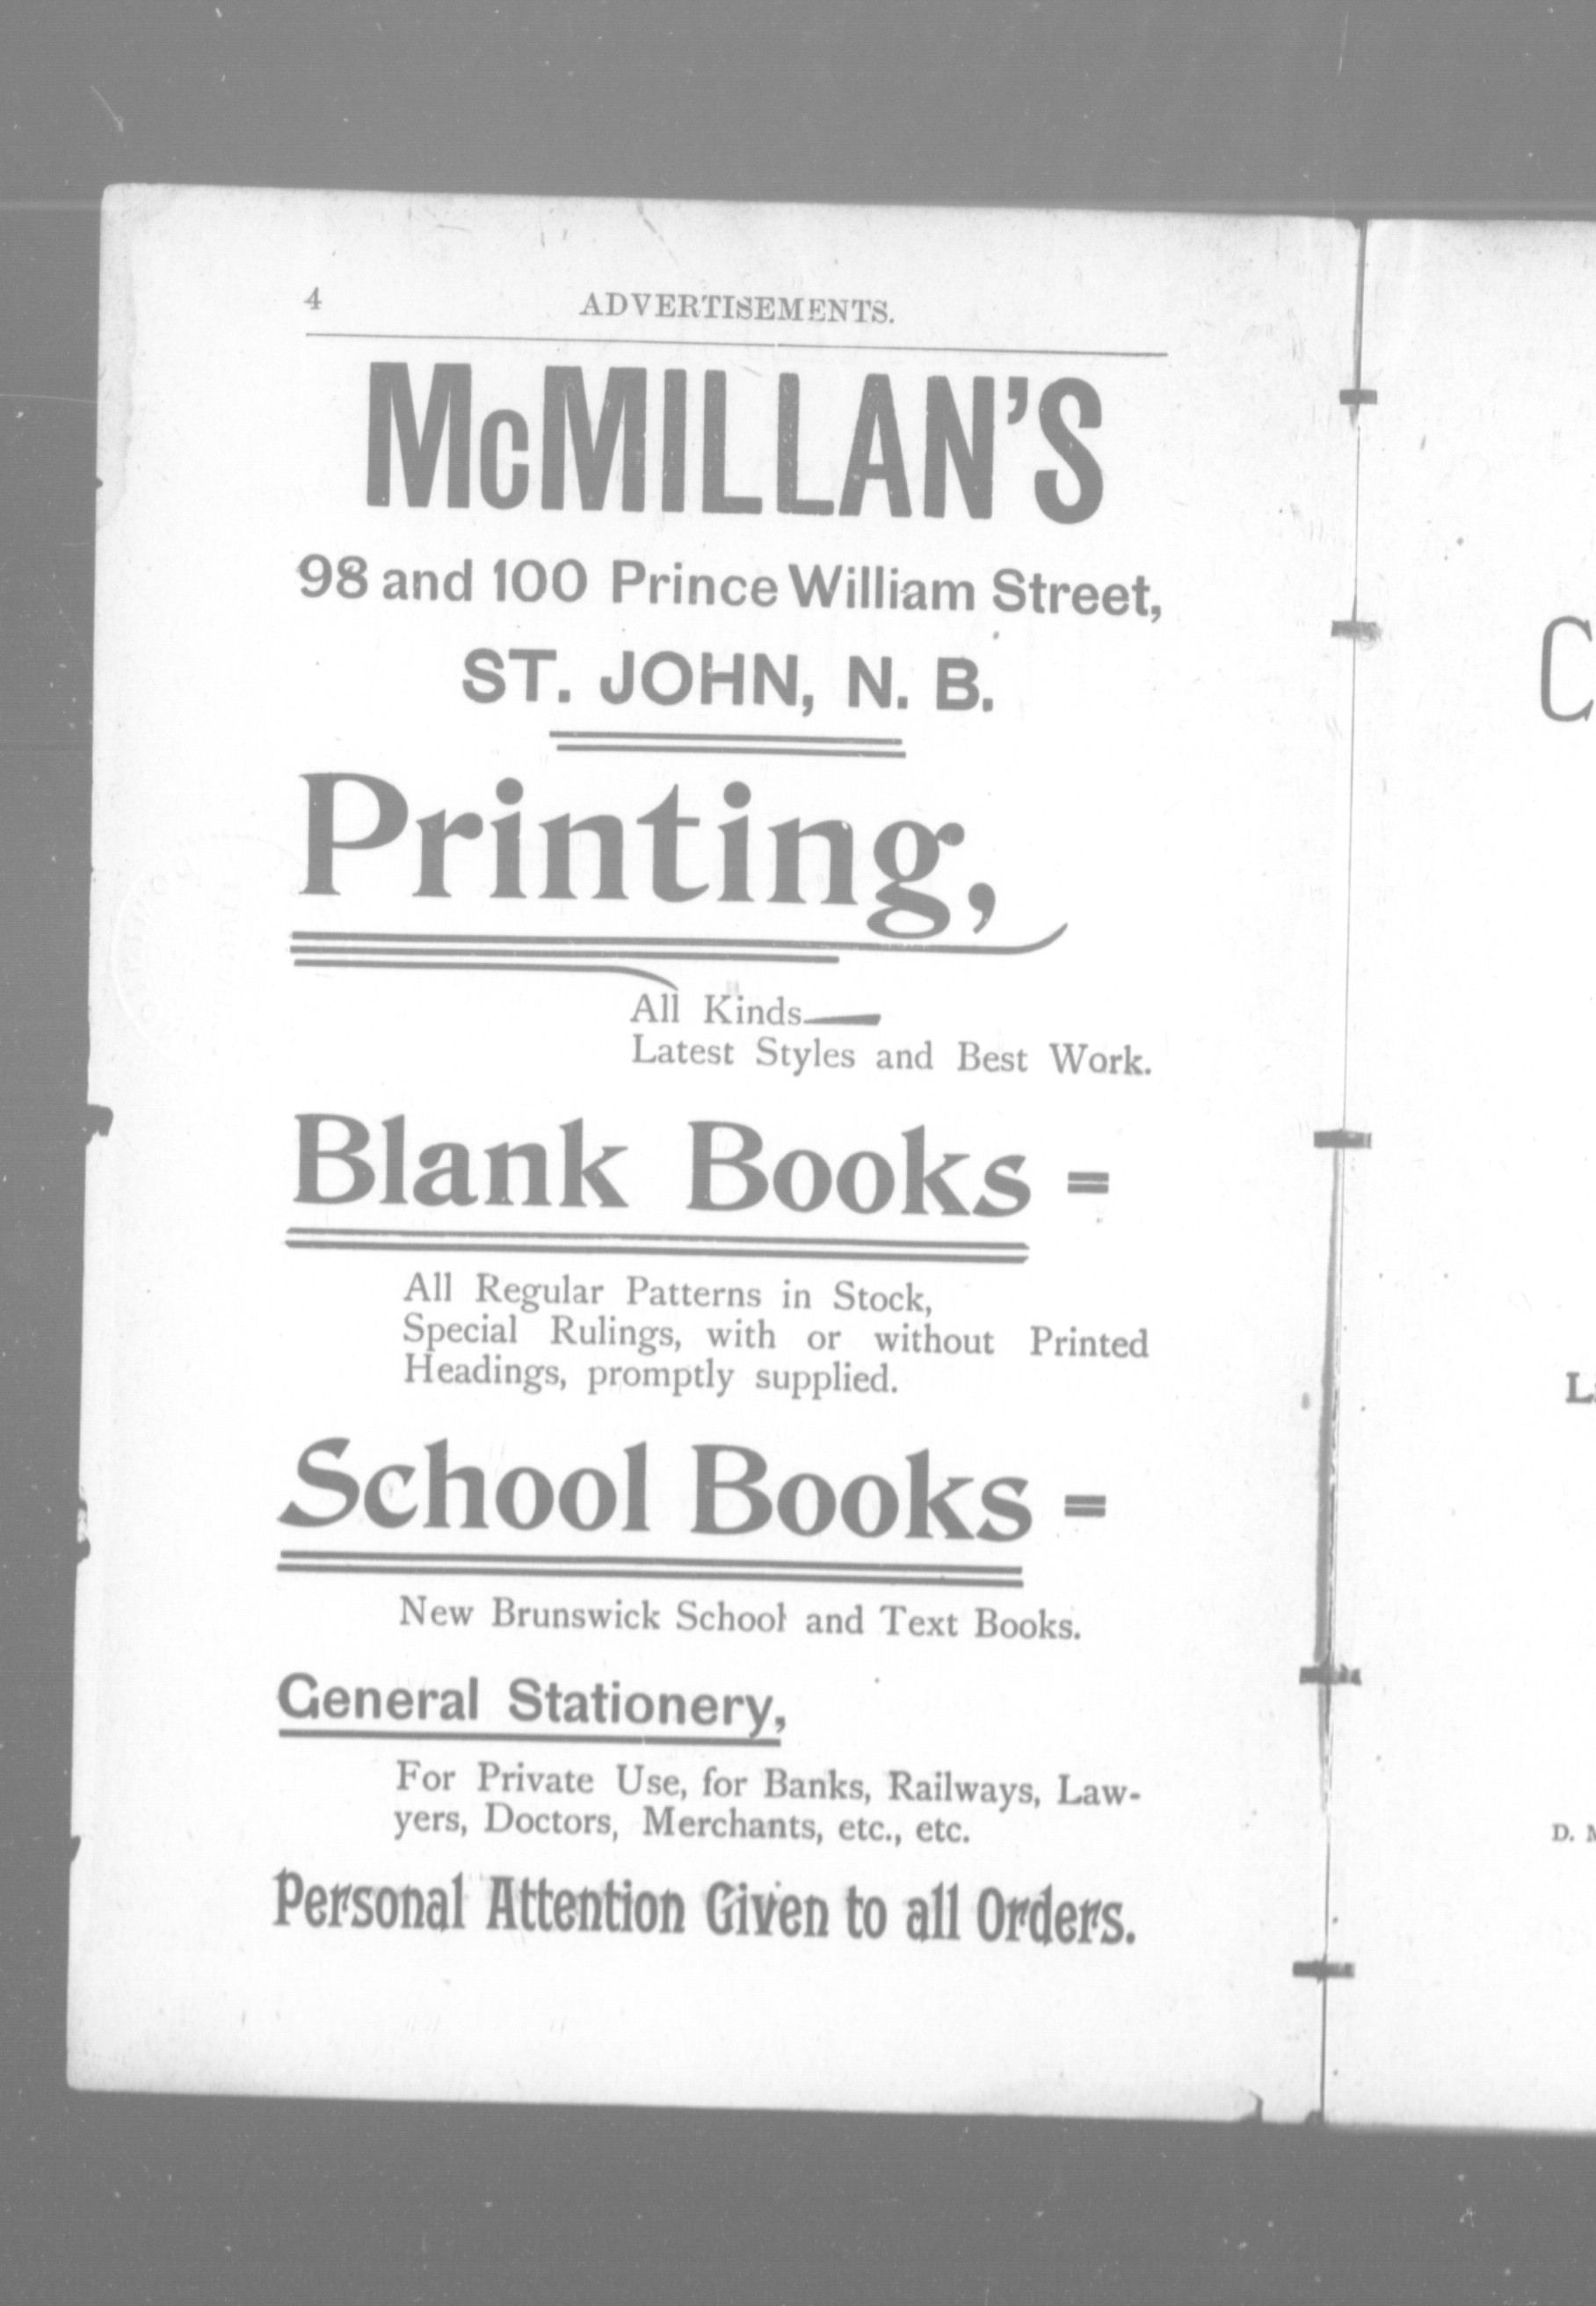 4 ADVERTISEMENTS.
McMILLAN'S
98 and 100 Prince William Street,
ST. JOHN, N. B.
Printing,
All Kinds
Latest Styles and Best Work.
Blank Books =
All Regular Patterns in Stock,
Special Rulings, with or without Printed
Headings, promptly supplied.
School Books =
New Brunswick School and Text Books.
General Stationery,
For Private Use, for Banks, Railways, Law-
yers, Doctors, Merchants, etc., etc.
Personal Attention Given to all Orders.
C
D.